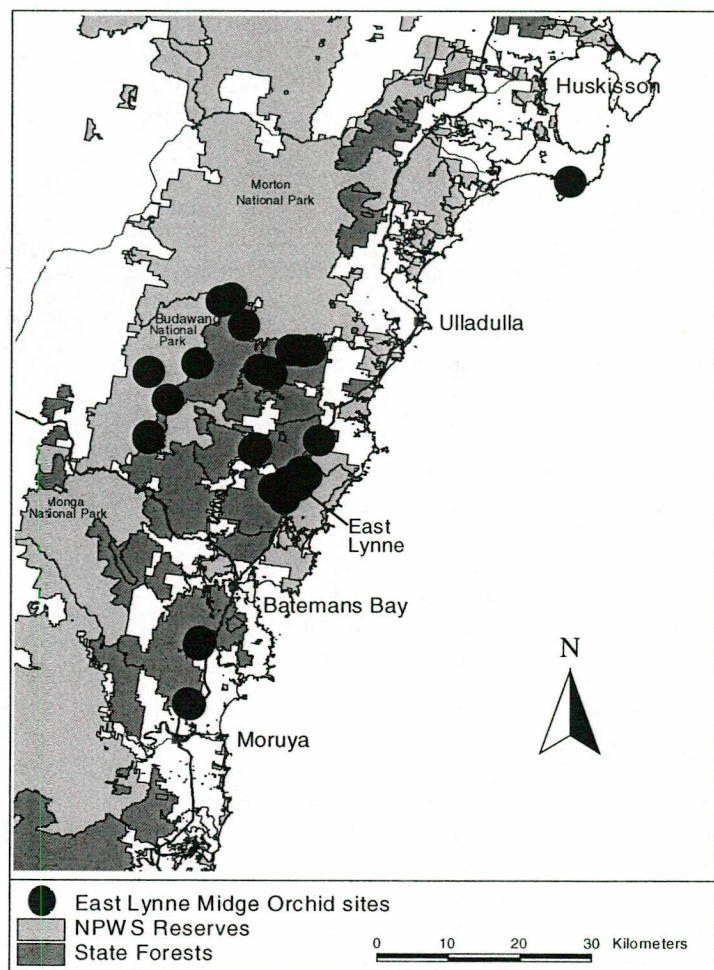 Huskisson
Morton
National Park
Ulladulla
Budawang
National
Park
East
Lynne
Monga
National Park
Batemans Bay
N
Moruya
East Lynne Midge Orchid sites
NPWS Reserves
State Forests
0 10 20 30 Kilometers